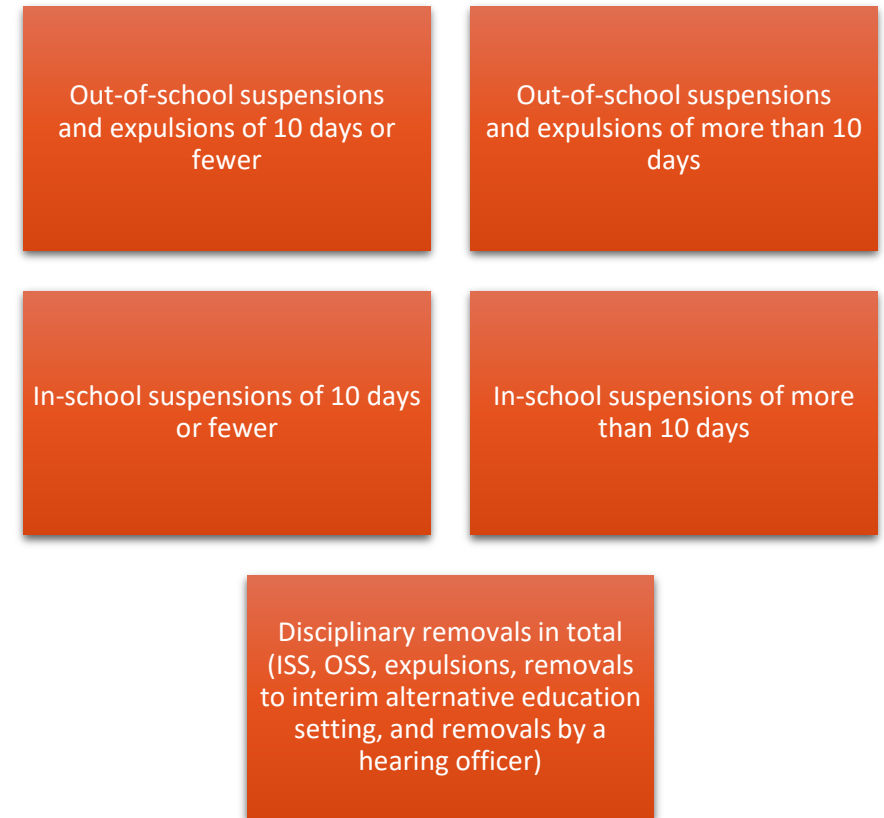 Out-of-school suspensions
and expulsions of 10 days or
fewer
Out-of-school suspensions
and expulsions of more than 10
days
In-school suspensions of 10 days
or fewer
In-school suspensions of more
than 10 days
Disciplinary removals in total
(ISS, OSS, expulsions, removals
to interim alternative education
setting, and removals by a
hearing officer)